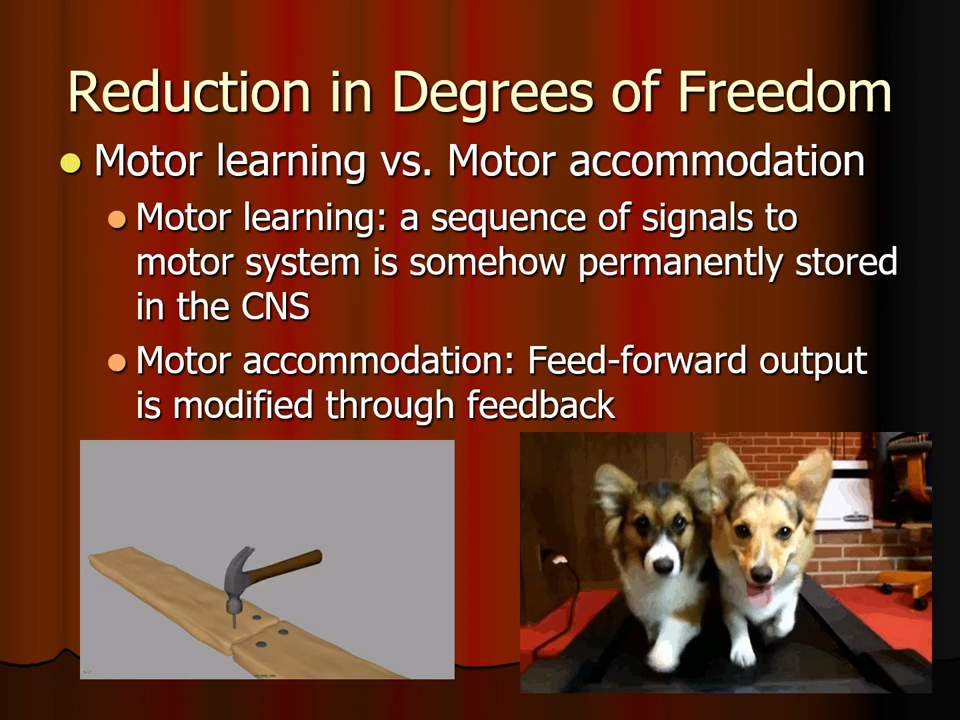 Reduction in Degrees of Freedom
Motor learning vs. Motor accommodation
Motor learning: a sequence of signals to
motor system is somehow permanently stored
in the CNS
Motor accommodation: Feed-forward output
is modified through feedback